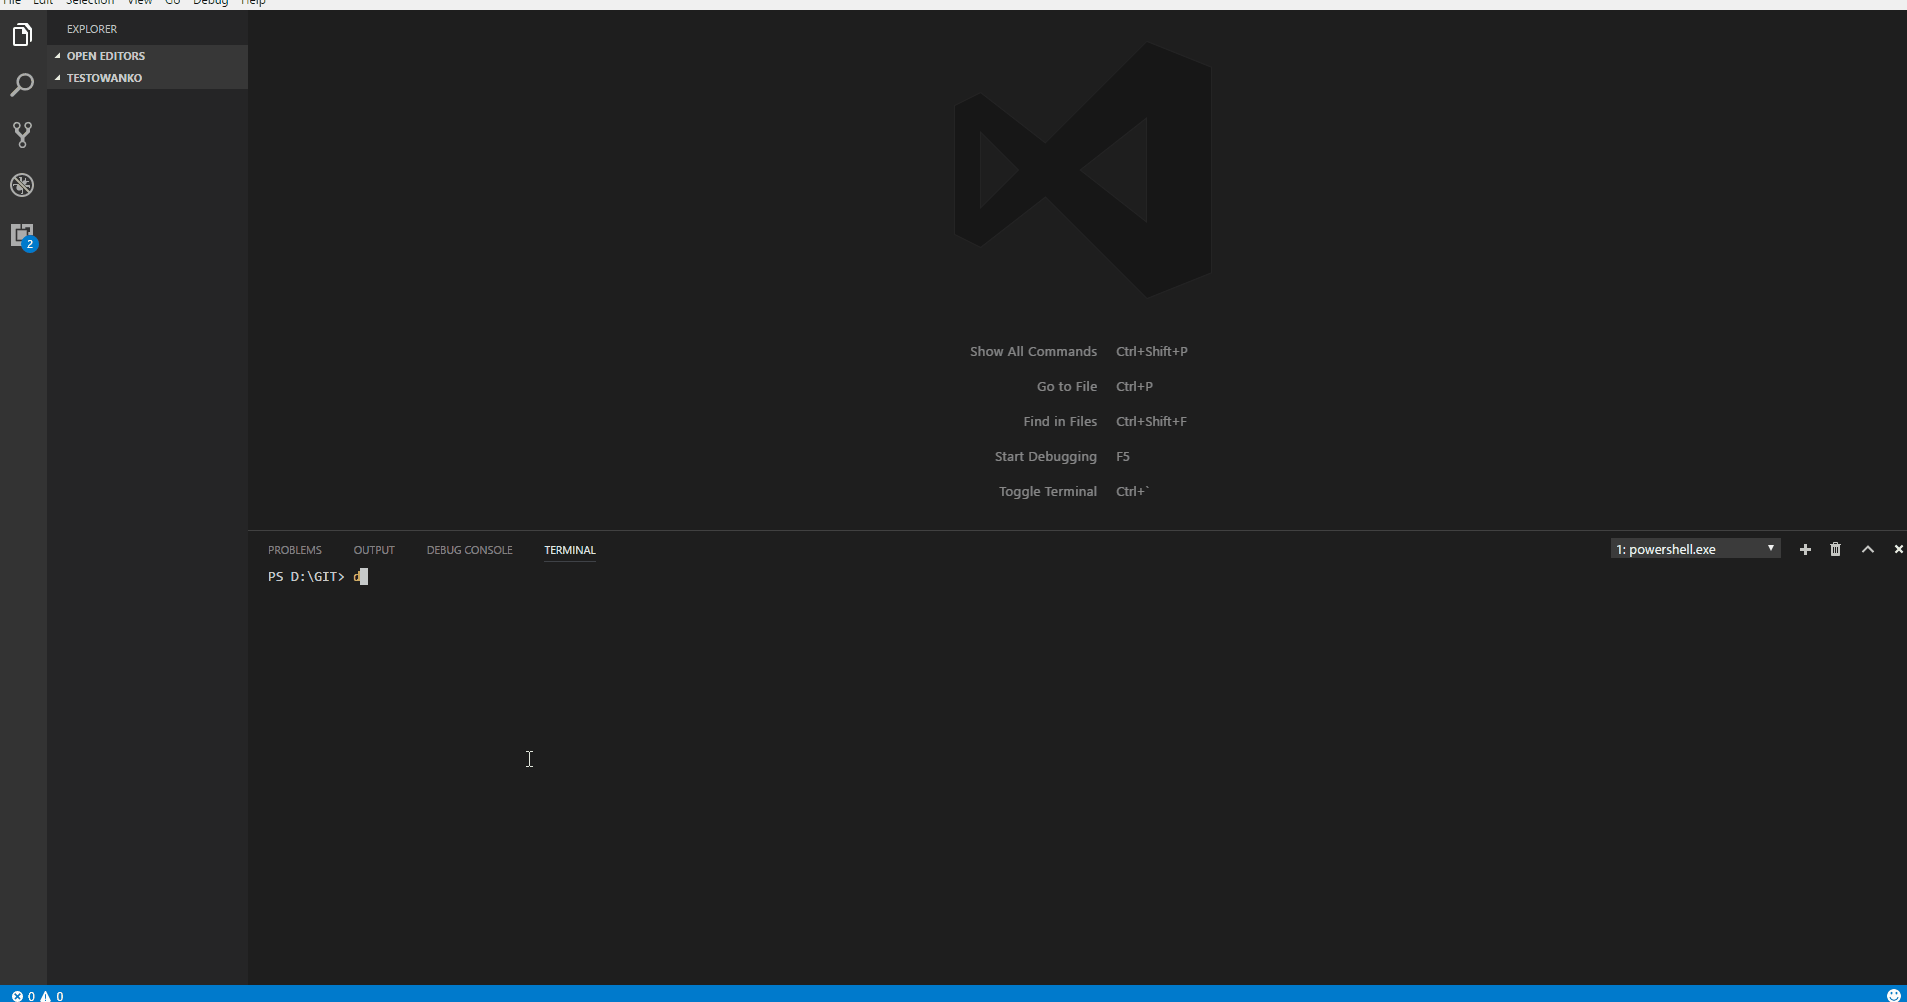 File Edit Selection View Go Debug Help
EXPLORER
OPEN EDITORS
TESTOWANKO
2
Show All Commands Ctrl+Shift+P
Go to File Ctrl+P
Find in Files Ctrl+Shift+F
Start Debugging F5
Toggle Terminal Ctrl+`
PROBLEMS OUTPUT DEBUG CONSOLE TERMINAL 1: powershell.exe
PS D:\GIT> d
0 0